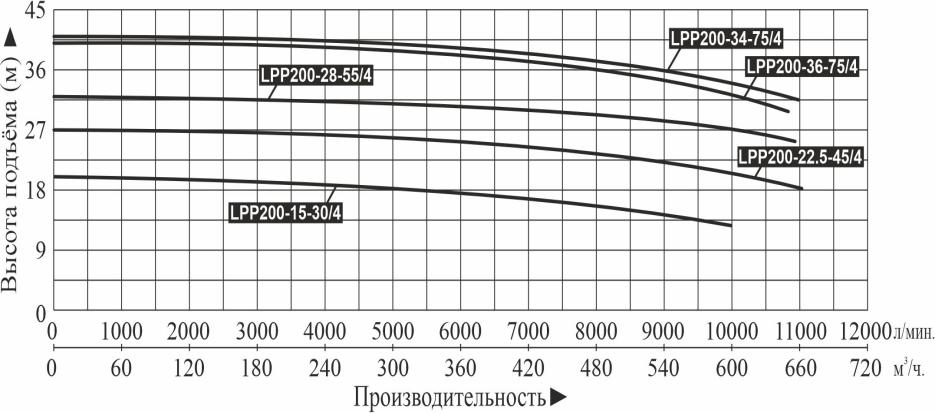 Высота подъёма (м)
45
36
27
18
9
0
LPP200-34-75/4
LPP200-36-75/4
LPP200-28-55/4
LPP200-22.5-45/4
LPP200-15-30/4
0 1000 2000 3000 4000 5000 6000 7000 8000 9000 10000 11000 12000 л/мин.
0 60 120 180 240 300 360 420 480 540 600 660 720 м³/ч.
Производительность